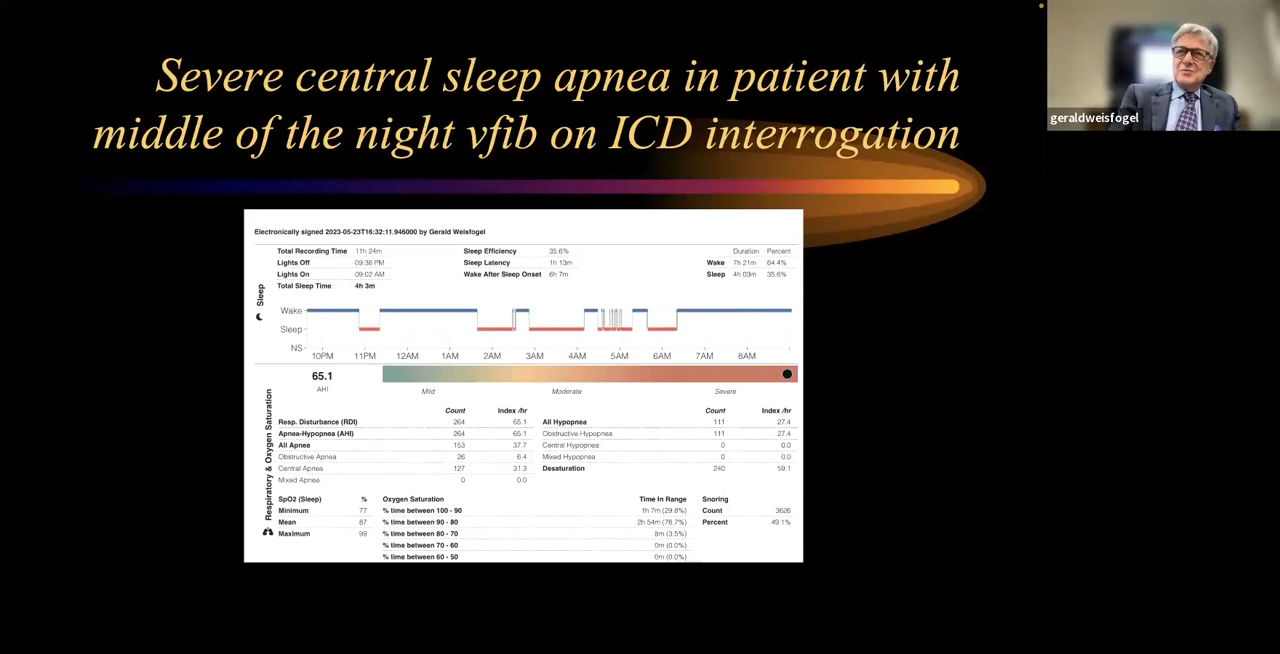 Severe central sleep apnea in patient with
middle of the night vfib on ICD interrogation
geraldweisfogel
Electronically signed 2023-05-23T16:32:11.946000 by Gerald Weisfogel
Sleep
Total Recording Time 11h 24m
Lights Off 09:38 PM
Lights On 09:02 AM
Total Sleep Time 4h 3m
Sleep Efficiency 35.6%
Sleep Latency 1h 13m
Wake After Sleep Onset 6h 7m
Duration Percent
Wake 7h 21m 64.4%
Sleep 4h 03m 35.6%
Wake
Sleep
NS
10PM 11PM 12AM 1AM 2AM 3AM 4AM 5AM 6AM 7AM 8AM
65.1
AHI
Mild Moderate Severe
Respiratory & Oxygen Saturation
Count Index /hr
Resp. Disturbance (RDI) 264 65.1
Apnea-Hypopnea (AHI) 264 65.1
All Apnea 153 37.7
Obstructive Apnea 26 6.4
Central Apnea 127 31.3
Mixed Apnea 0 0.0
Count Index /hr
All Hypopnea 111 27.4
Obstructive Hypopnea 111 27.4
Central Hypopnea 0 0.0
Mixed Hypopnea 0 0.0
Desaturation 240 59.1
SpO2 (Sleep) %
Minimum 77
Mean 87
Maximum 99
Oxygen Saturation Time In Range
% time between 100 - 90 1h 7m (29.8%)
% time between 90 - 80 2h 54m (76.7%)
% time between 80 - 70 8m (3.5%)
% time between 70 - 60 0m (0.0%)
% time between 60 - 50 0m (0.0%)
Snoring
Count 3626
Percent 49.1%